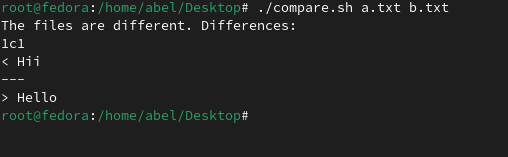 root@fedora:/home/abel/Desktop# ./compare.sh a.txt b.txt
The files are different. Differences:
1c1
< Hii
---
> Hello
root@fedora:/home/abel/Desktop#